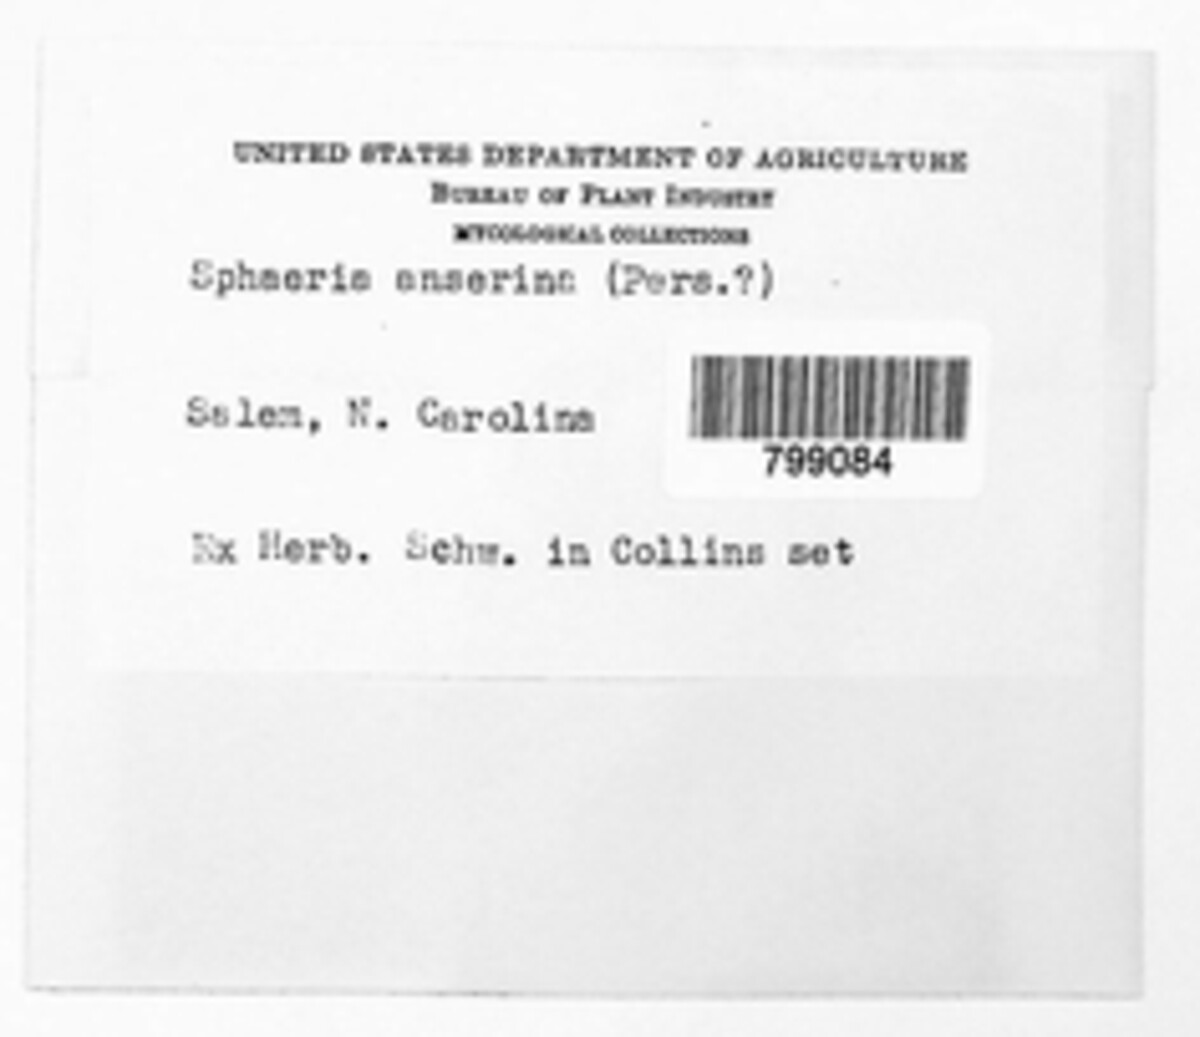 UNITED STATES DEPARTMENT OF AGRICULTURE
BUREAU OF PLANT INDUSTRY
MYCOLOGICAL COLLECTIONS
Sphaeria anserina (Pers.?)
Salem, N. Carolina
799084
Ex Herb. Schw. in Collins set